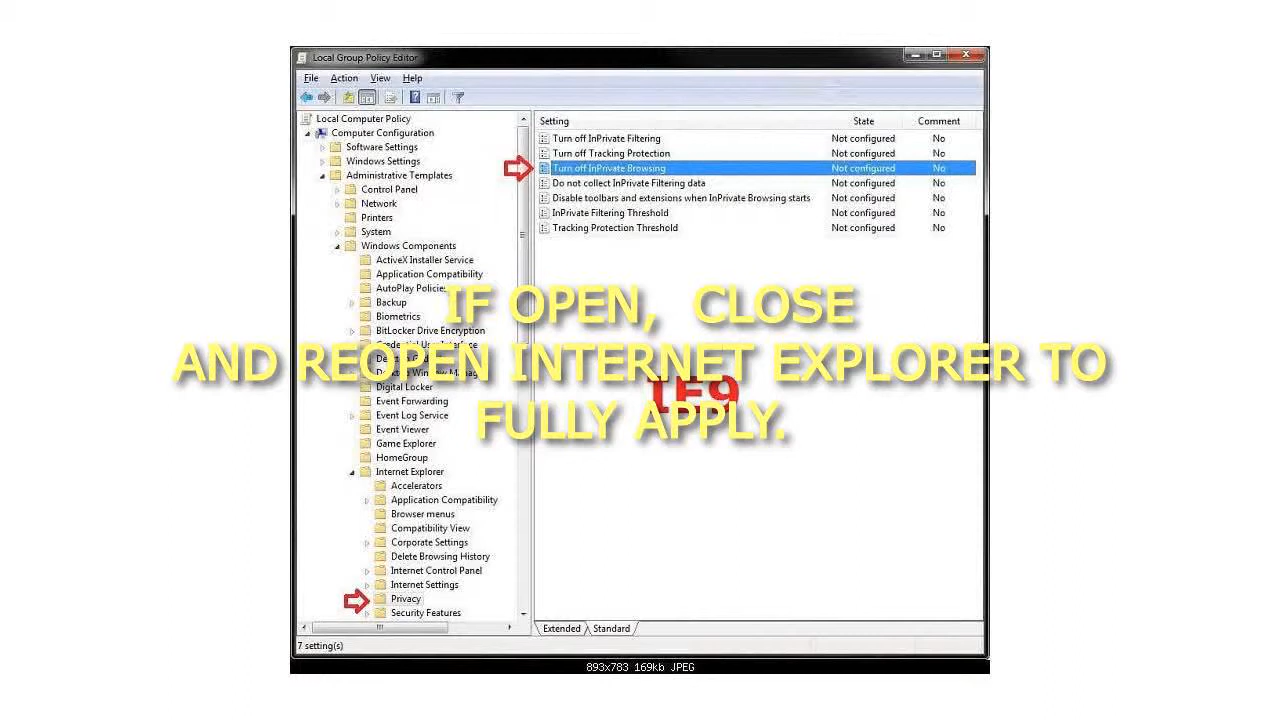 Local Group Policy Editor
File Action View Help
Local Computer Policy
Computer Configuration
Software Settings
Windows Settings
Administrative Templates
Control Panel
Network
Printers
System
Windows Components
ActiveX Installer Service
Application Compatibility
AutoPlay Policies
Backup
Biometrics
BitLocker Drive Encryption
Credential User Interface
Desktop
Desktop Window
Digital Locker
Event Forwarding
Event Log Service
Event Viewer
Game Explorer
HomeGroup
Internet Explorer
Accelerators
Application Compatibility
Browser menus
Compatibility View
Corporate Settings
Delete Browsing History
Internet Control Panel
Internet Settings
Privacy
Security Features
Setting State Comment
Turn off InPrivate Filtering Not configured No
Turn off Tracking Protection Not configured No
Turn off InPrivate Browsing Not configured No
Do not collect InPrivate Filtering data Not configured No
Disable toolbars and extensions when InPrivate Browsing starts Not configured No
InPrivate Filtering Threshold Not configured No
Tracking Protection Threshold Not configured No
IF OPEN, CLOSE
AND REOPEN INTERNET EXPLORER TO
FULLY APPLY.
IE9
Extended Standard
7 setting(s)
893x783 169kb JPEG